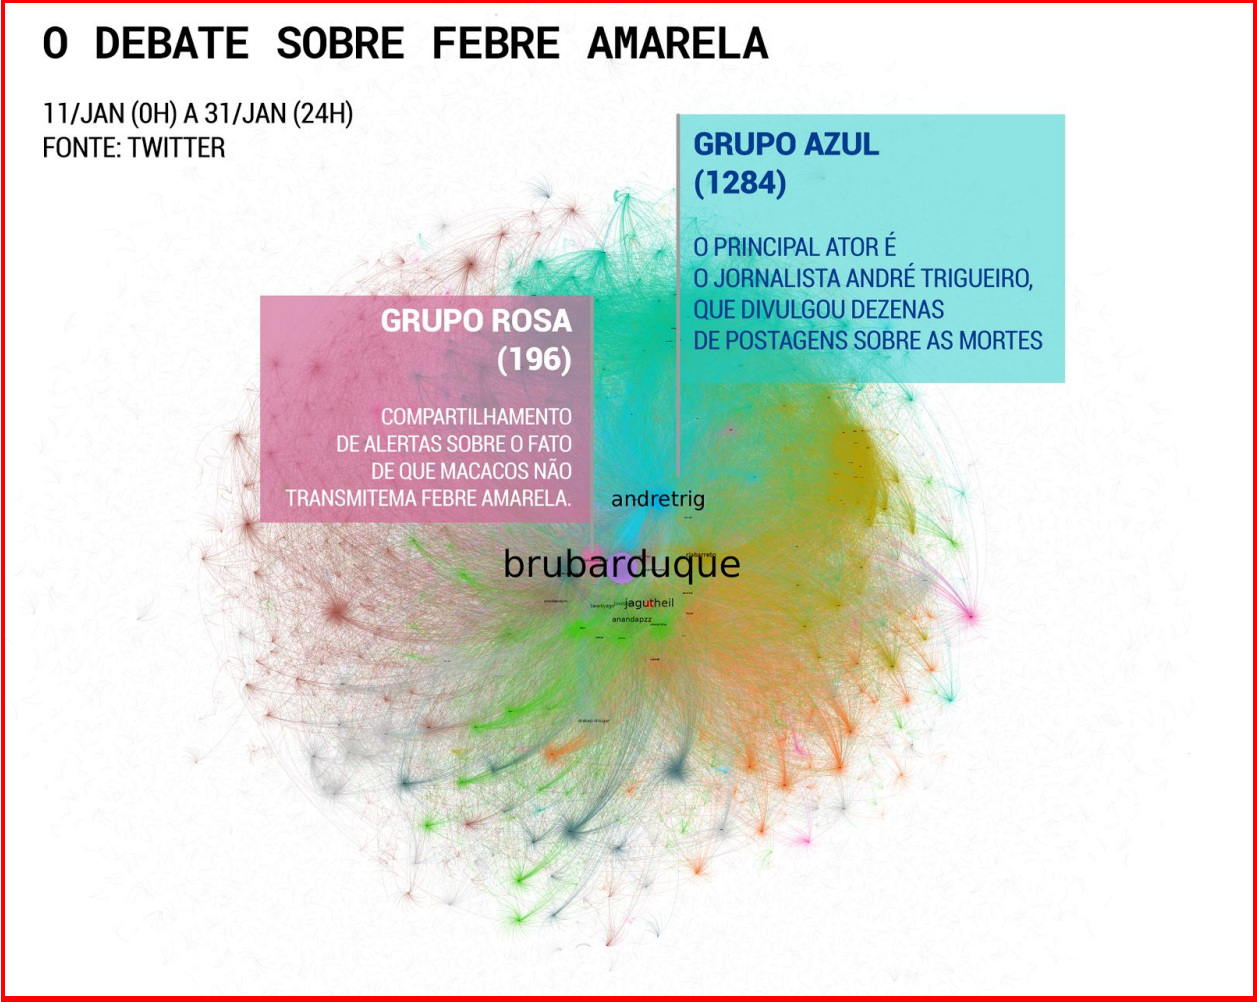 O DEBATE SOBRE FEBRE AMARELA
11/JAN (0H) A 31/JAN (24H)
FONTE: TWITTER
GRUPO AZUL
(1284)
O PRINCIPAL ATOR É
O JORNALISTA ANDRÉ TRIGUEIRO,
QUE DIVULGOU DEZENAS
DE POSTAGENS SOBRE AS MORTES
GRUPO ROSA
(196)
COMPARTILHAMENTO
DE ALERTAS SOBRE O FATO
DE QUE MACACOS NÃO
TRANSMITEMA FEBRE AMARELA.
andretrig
brubarduque
jagutheil
anandapzz